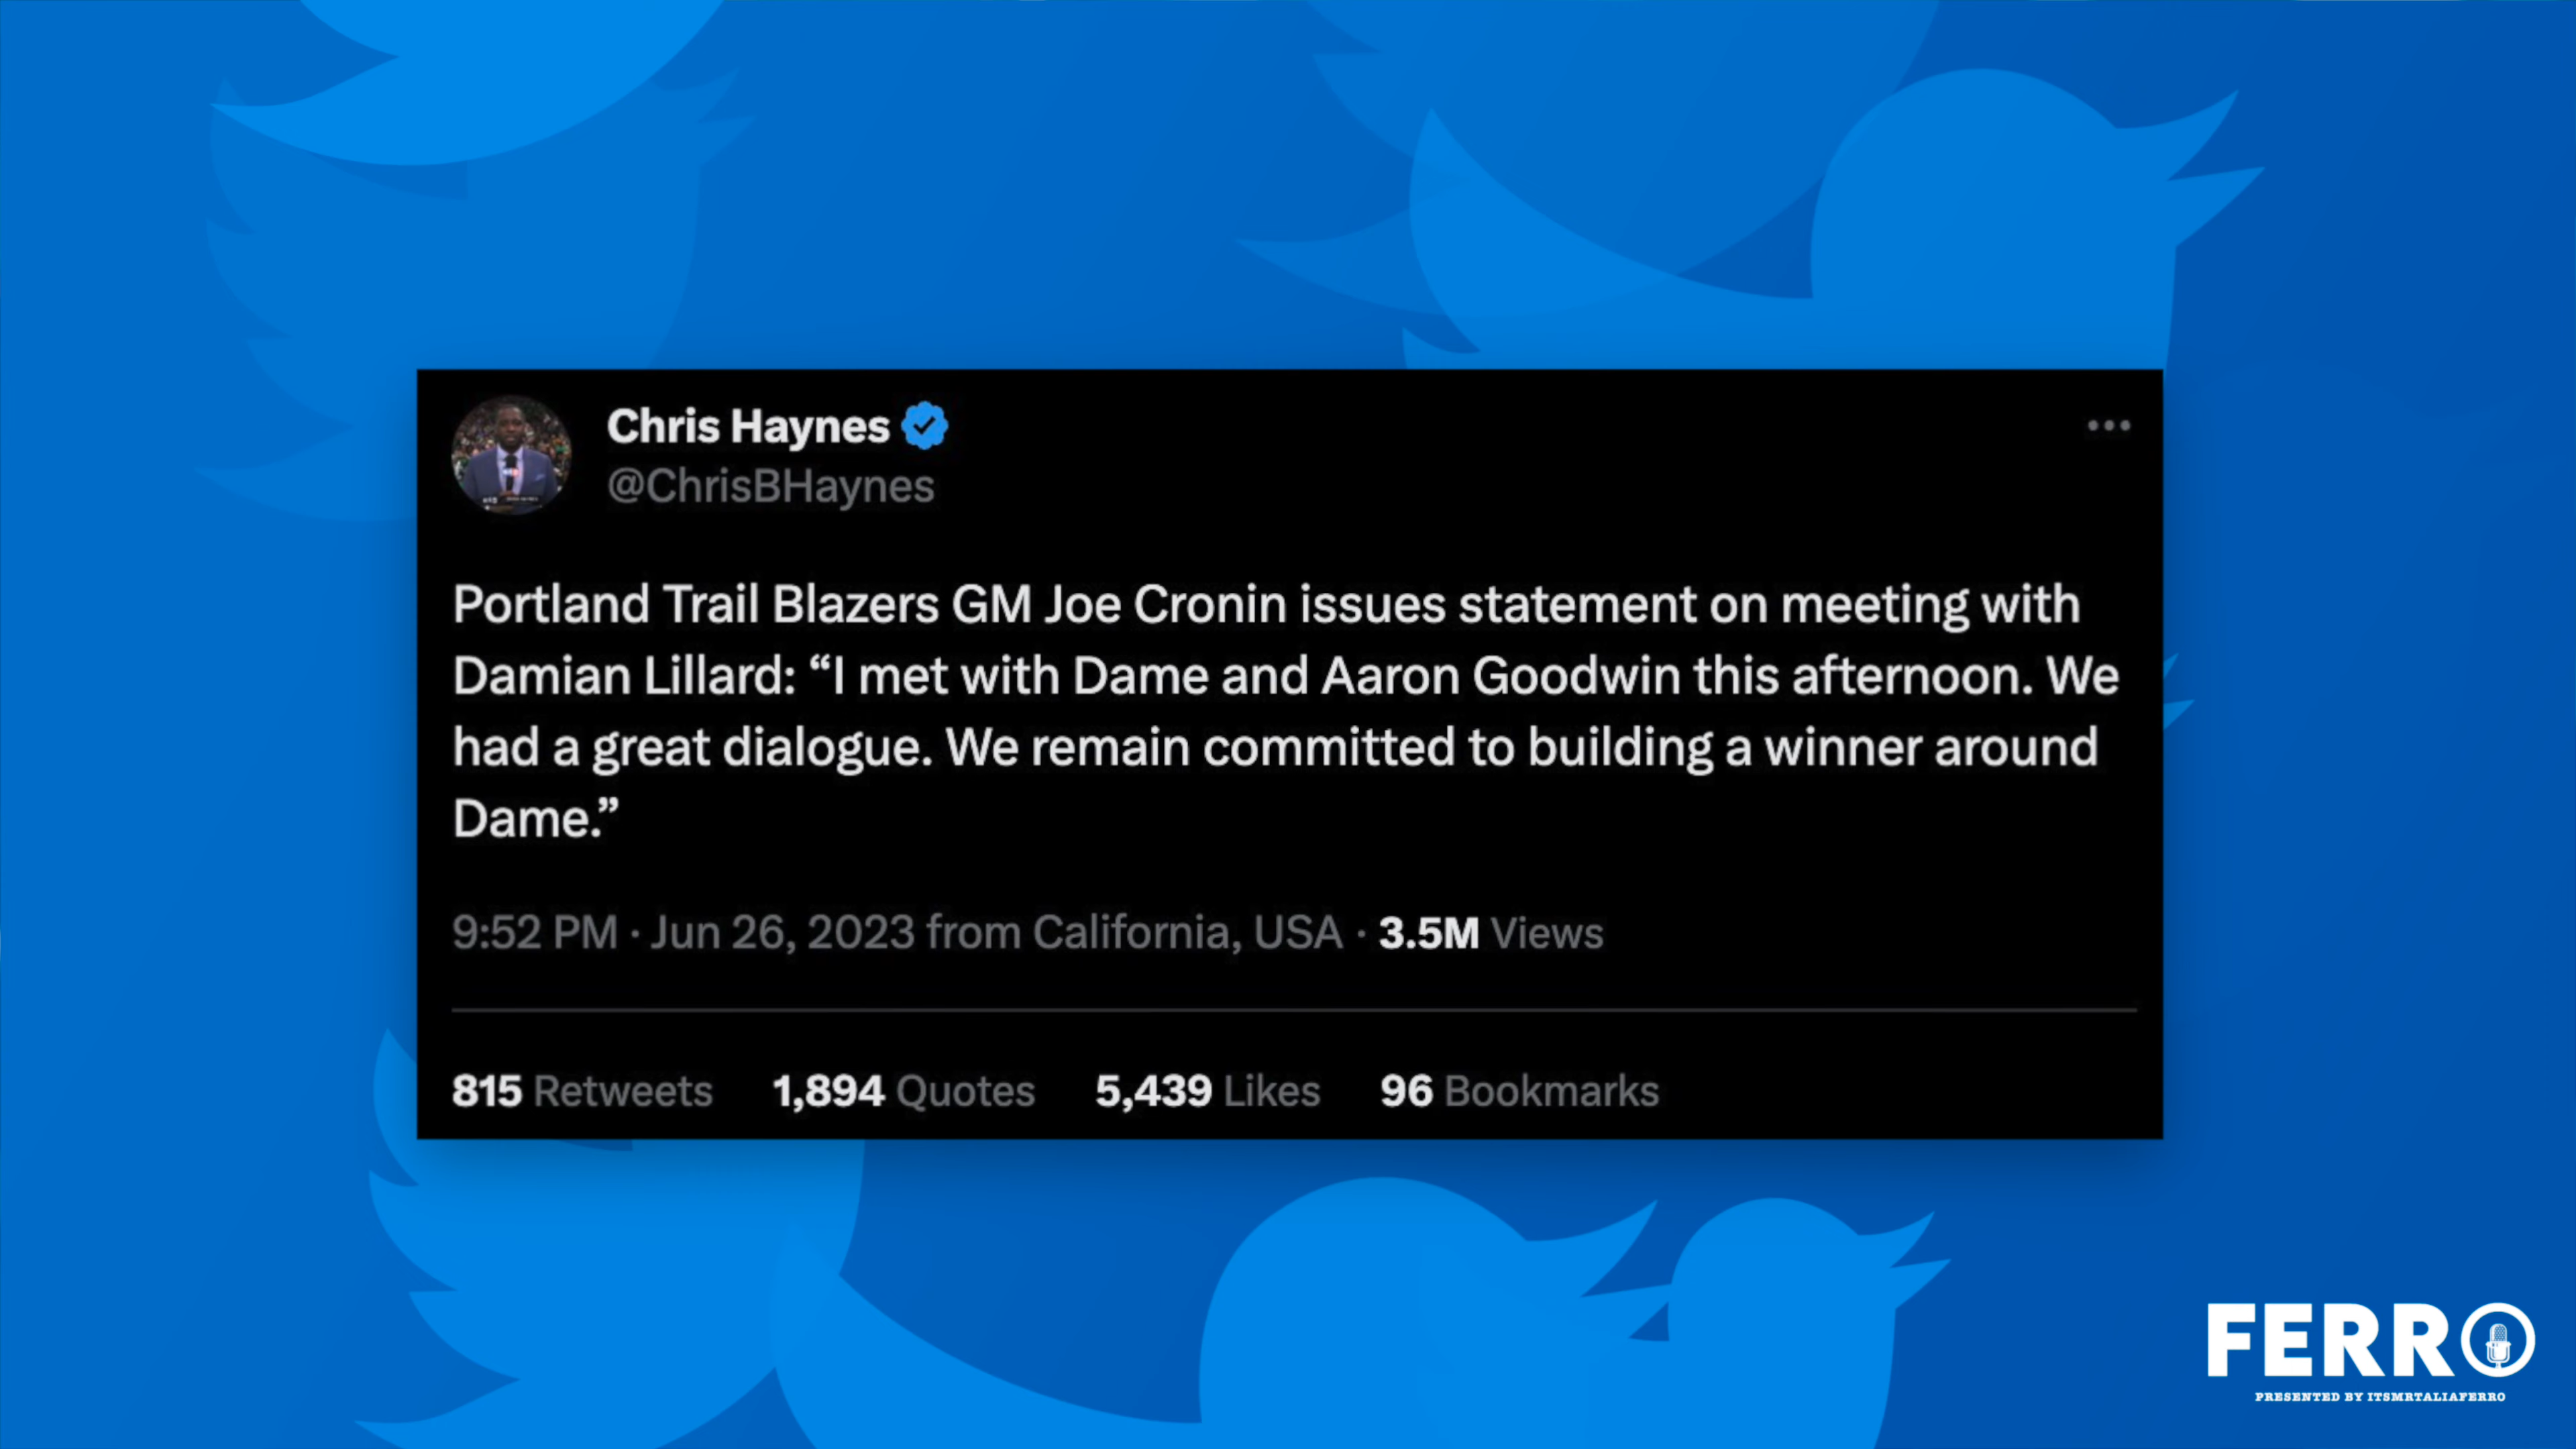 Chris Haynes
@ChrisBHaynes
Portland Trail Blazers GM Joe Cronin issues statement on meeting with
Damian Lillard: “I met with Dame and Aaron Goodwin this afternoon. We
had a great dialogue. We remain committed to building a winner around
Dame.”
9:52 PM · Jun 26, 2023 from California, USA · 3.5M Views
815 Retweets 1,894 Quotes 5,439 Likes 96 Bookmarks
FERRO
PRESENTED BY ITSMRTALIAFERRO